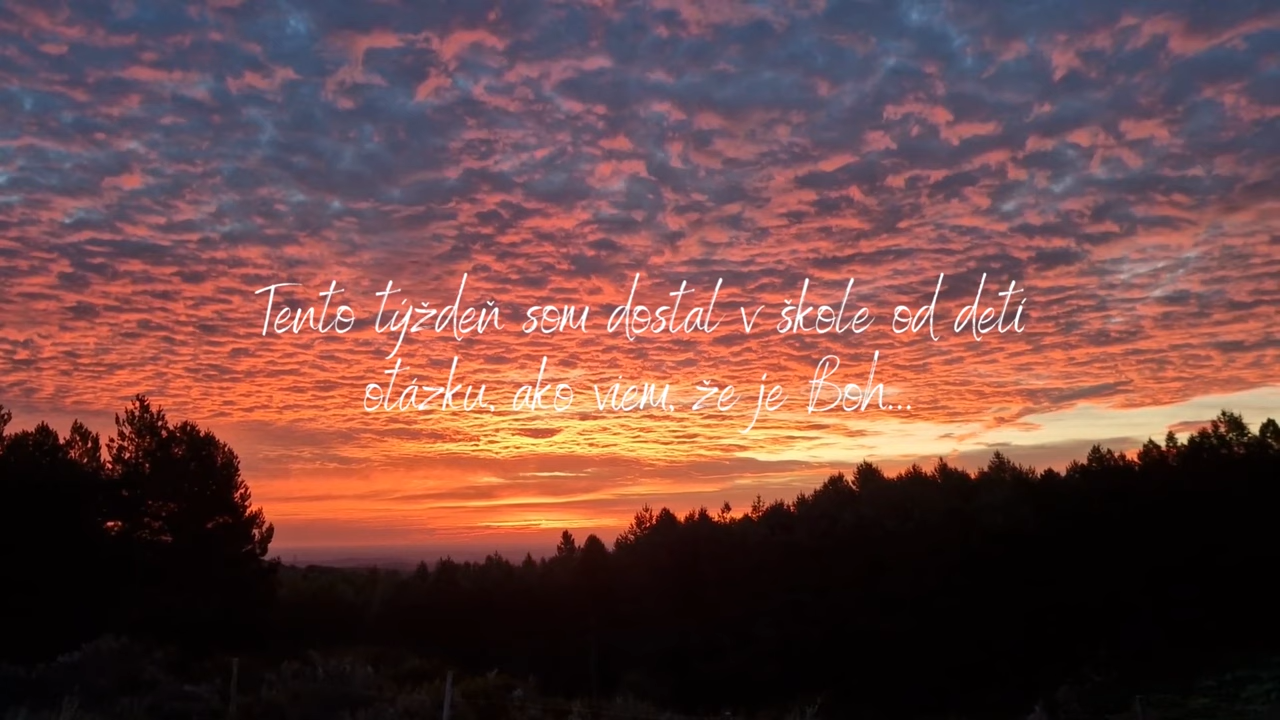 Tento týždeň som dostal v škole od detí
otázku, ako viem, že je Boh...